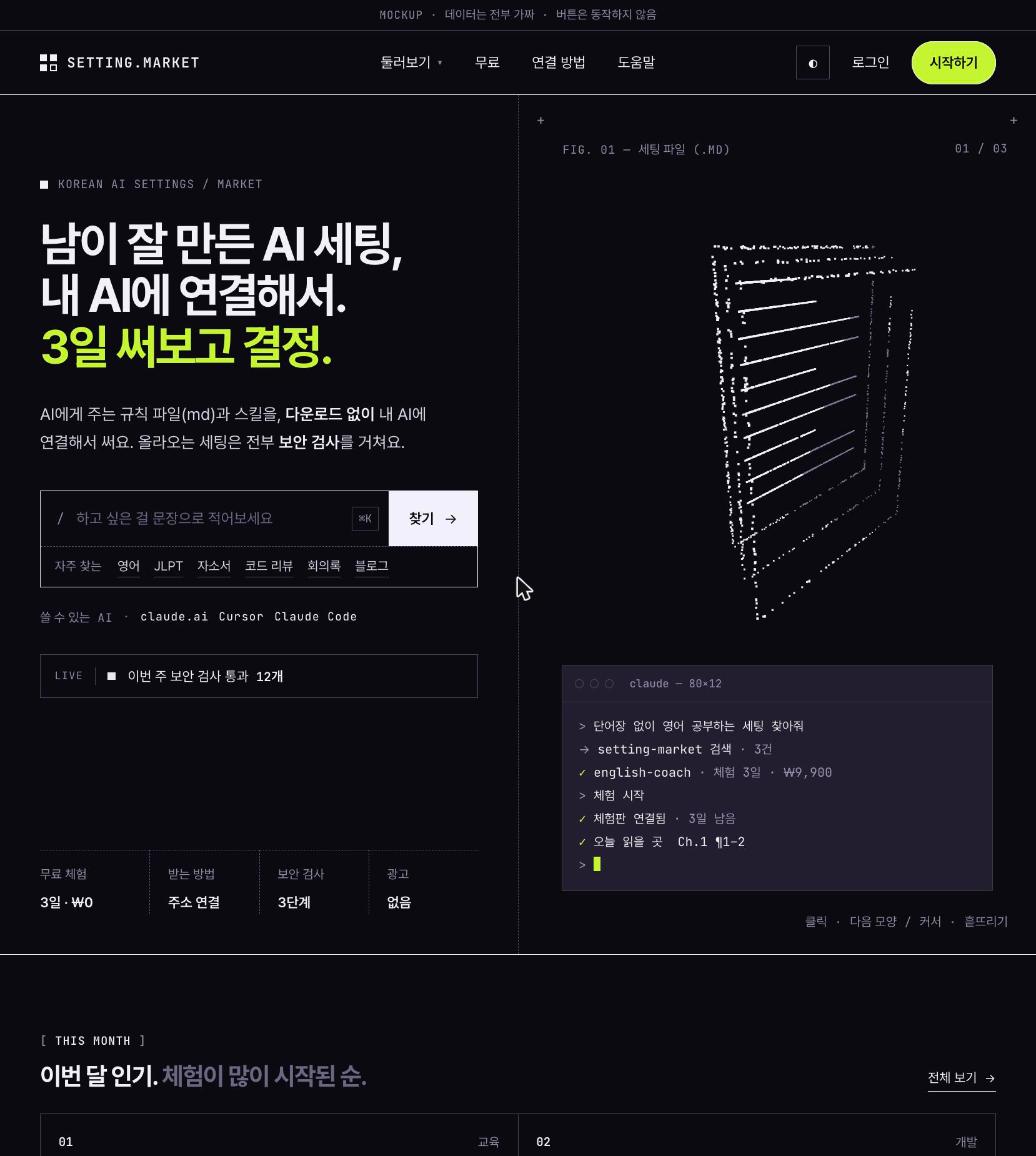 MOCKUP · 데이터는 전부 가짜 · 버튼은 동작하지 않음
SETTING.MARKET
둘러보기 ▾
무료
연결 방법
도움말
로그인
시작하기
KOREAN AI SETTINGS / MARKET
남이 잘 만든 AI 세팅,
내 AI에 연결해서.
3일 써보고 결정.
AI에게 주는 규칙 파일(md)과 스킬을, 다운로드 없이 내 AI에
연결해서 써요. 올라오는 세팅은 전부 보안 검사를 거쳐요.
/ 하고 싶은 걸 문장으로 적어보세요 ⌘K 찾기 →
자주 찾는 영어 JLPT 자소서 코드 리뷰 회의록 블로그
쓸 수 있는 AI · claude.ai Cursor Claude Code
LIVE 이번 주 보안 검사 통과 12개
무료 체험
3일 · ₩0
받는 방법
주소 연결
보안 검사
3단계
광고
없음
+ +
FIG. 01 — 세팅 파일 (.MD) 01 / 03
claude — 80×12
> 단어장 없이 영어 공부하는 세팅 찾아줘
→ setting-market 검색 · 3건
✓ english-coach · 체험 3일 · ₩9,900
> 체험 시작
✓ 체험판 연결됨 · 3일 남음
✓ 오늘 읽을 곳 Ch.1 ¶1–2
>
클릭 · 다음 모양 / 커서 · 흩뜨리기
[ THIS MONTH ]
이번 달 인기. 체험이 많이 시작된 순.
전체 보기 →
01 교육
02 개발